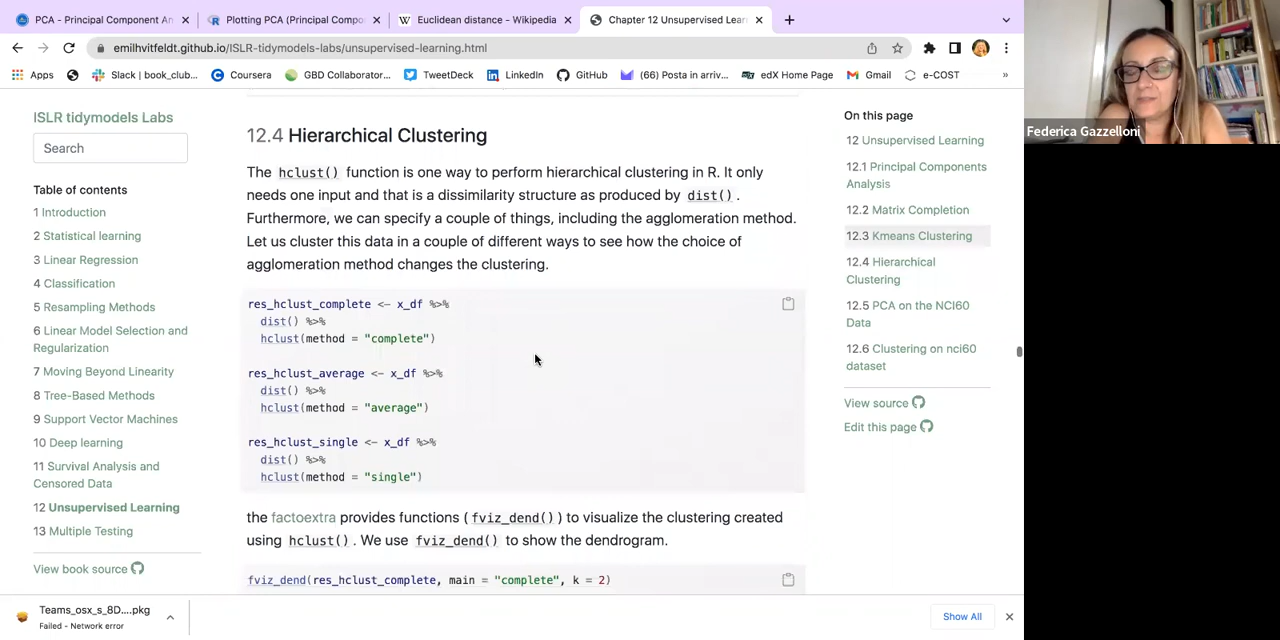 PCA - Principal Component An
Plotting PCA (Principal Compo
Euclidean distance - Wikipedia
Chapter 12 Unsupervised Lear
emilhvitfeldt.github.io/ISLR-tidymodels-labs/unsupervised-learning.html
Apps
Slack | book_club...
Coursera
GBD Collaborator...
TweetDeck
LinkedIn
GitHub
(66) Posta in arriv...
edX Home Page
Gmail
e-COST
»
ISLR tidymodels Labs
Search
Table of contents
1 Introduction
2 Statistical learning
3 Linear Regression
4 Classification
5 Resampling Methods
6 Linear Model Selection and
Regularization
7 Moving Beyond Linearity
8 Tree-Based Methods
9 Support Vector Machines
10 Deep learning
11 Survival Analysis and
Censored Data
12 Unsupervised Learning
13 Multiple Testing
View book source
12.4 Hierarchical Clustering
The hclust() function is one way to perform hierarchical clustering in R. It only
needs one input and that is a dissimilarity structure as produced by dist() .
Furthermore, we can specify a couple of things, including the agglomeration method.
Let us cluster this data in a couple of different ways to see how the choice of
agglomeration method changes the clustering.
res_hclust_complete <- x_df %>%
dist() %>%
hclust(method = "complete")
res_hclust_average <- x_df %>%
dist() %>%
hclust(method = "average")
res_hclust_single <- x_df %>%
dist() %>%
hclust(method = "single")
the factoextra provides functions ( fviz_dend() ) to visualize the clustering created
using hclust() . We use fviz_dend() to show the dendrogram.
fviz_dend(res_hclust_complete, main = "complete", k = 2)
On this page
12 Unsupervised Learning
12.1 Principal Components
Analysis
12.2 Matrix Completion
12.3 Kmeans Clustering
12.4 Hierarchical
Clustering
12.5 PCA on the NCI60
Data
12.6 Clustering on nci60
dataset
View source
Edit this page
Federica Gazzelloni
Teams_osx_s_8D....pkg
Failed - Network error
Show All